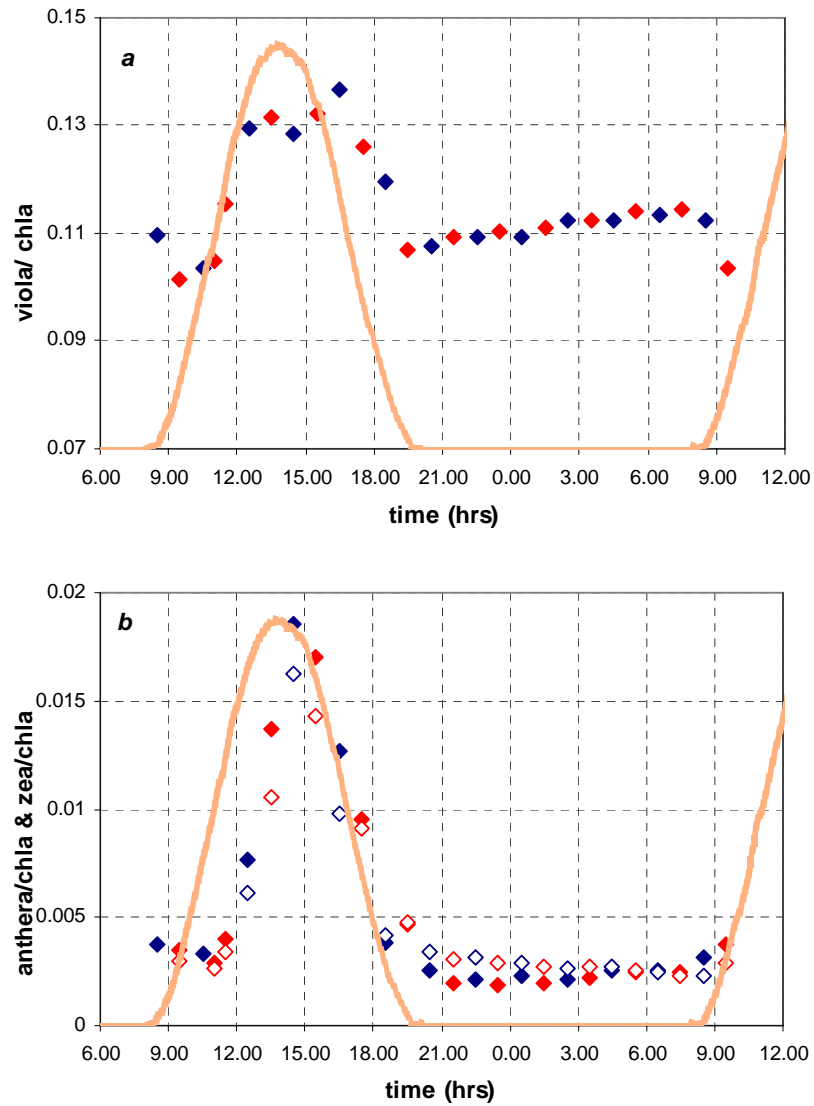 a
0.15
0.13
0.11
0.09
0.07
viola/ chla
6.00 9.00 12.00 15.00 18.00 21.00 0.00 3.00 6.00 9.00 12.00
time (hrs)
b
0.02
0.015
0.01
0.005
0
anthera/chla & zea/chla
6.00 9.00 12.00 15.00 18.00 21.00 0.00 3.00 6.00 9.00 12.00
time (hrs)